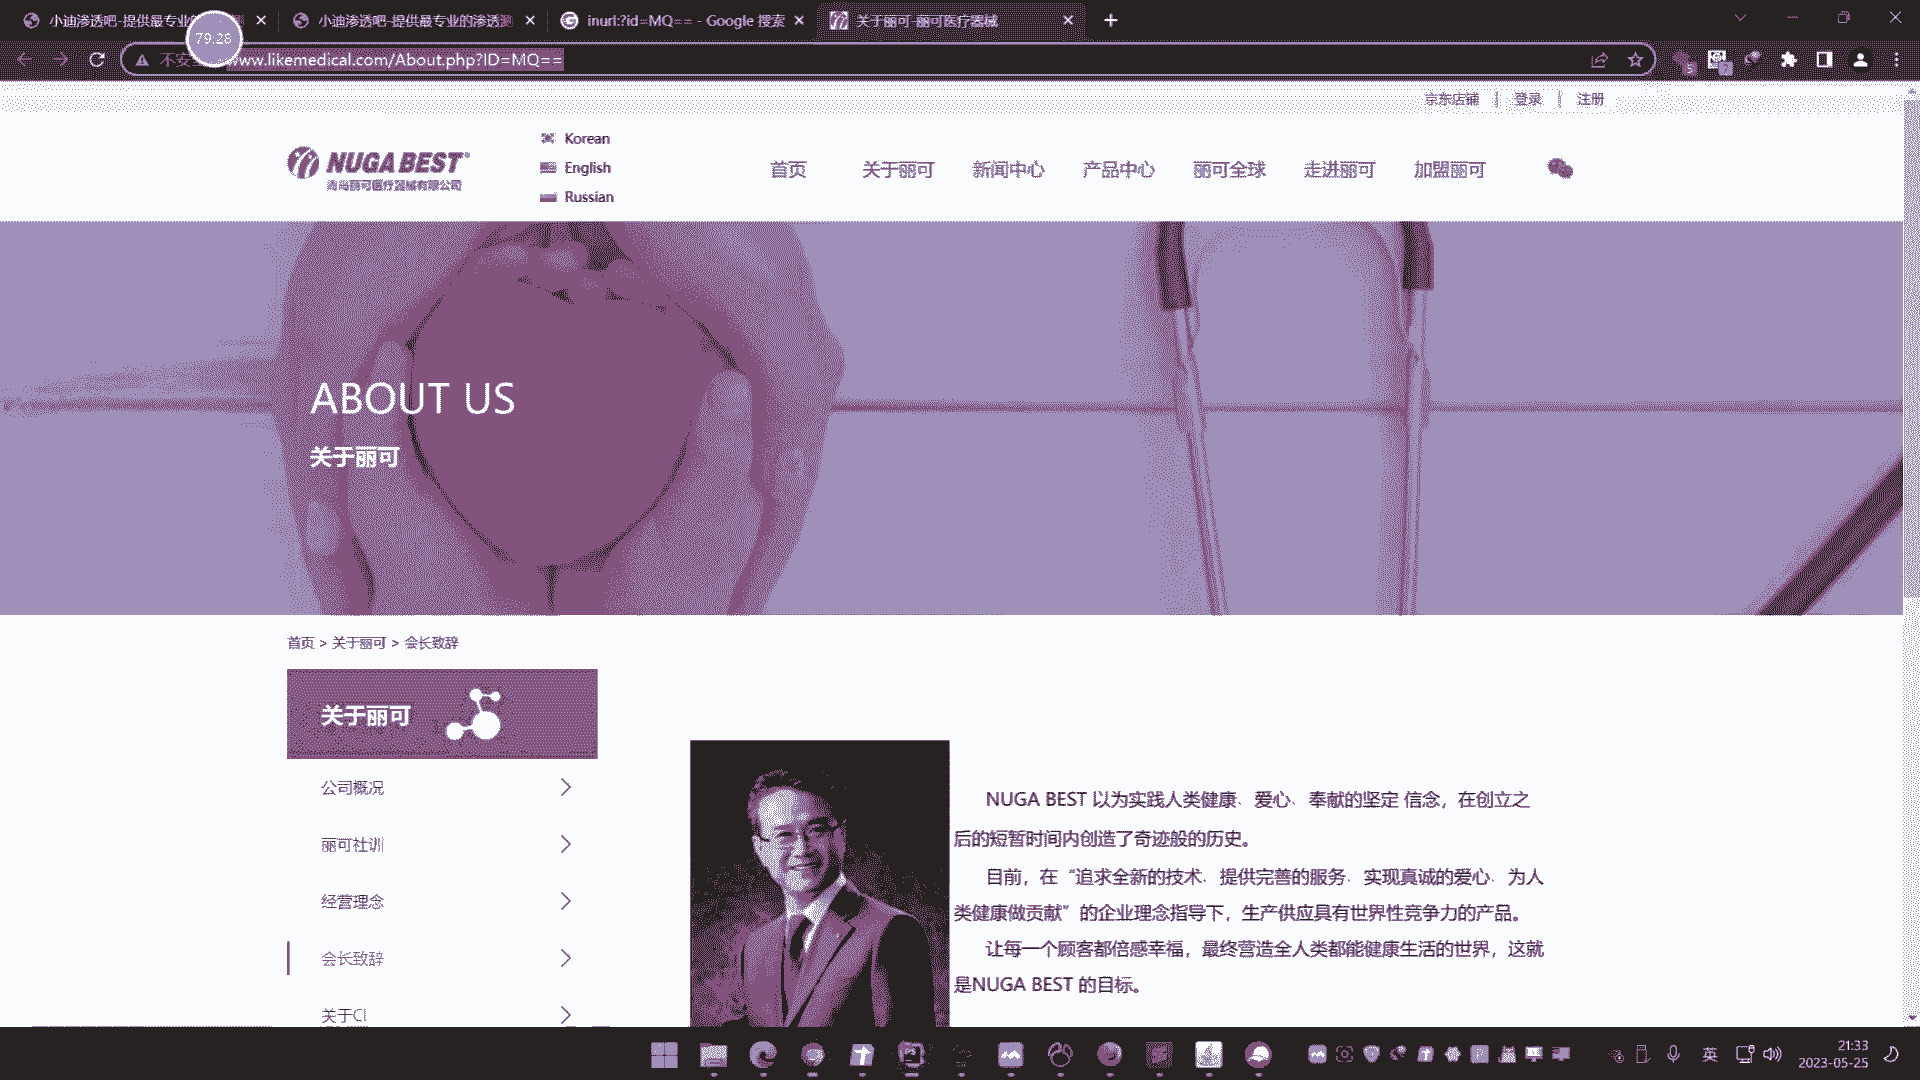 小迪渗透吧-提供最专业的渗透测
小迪渗透吧-提供最专业的渗透测
inurl:?id=MQ== - Google 搜索
关于丽可-丽可医疗器械
79:28
不安全
www.likemedical.com/About.php?ID=MQ==
京东店铺 | 登录 | 注册
Korean
English
Russian
NUGA BEST
青岛丽可医疗器械有限公司
首页 关于丽可 新闻中心 产品中心 丽可全球 走进丽可 加盟丽可
ABOUT US
关于丽可
首页 > 关于丽可 > 会长致辞
关于丽可
公司概况
丽可社训
经营理念
会长致辞
关于CI
NUGA BEST 以为实践人类健康、爱心、奉献的坚定 信念，在创立之
后的短暂时间内创造了奇迹般的历史。
目前，在“追求全新的技术、提供完善的服务、实现真诚的爱心、为人
类健康做贡献”的企业理念指导下，生产供应具有世界性竞争力的产品。
让每一个顾客都倍感幸福，最终营造全人类都能健康生活的世界，这就
是NUGA BEST 的目标。
英
21:33
2023-05-25